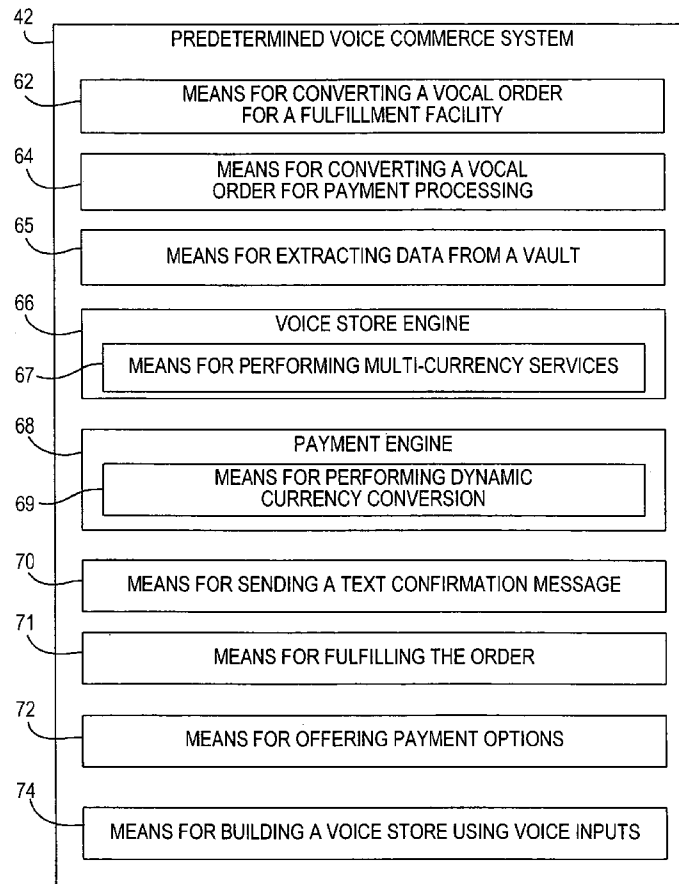 42
PREDETERMINED VOICE COMMERCE SYSTEM
62
MEANS FOR CONVERTING A VOCAL ORDER
FOR A FULFILLMENT FACILITY
64
MEANS FOR CONVERTING A VOCAL
ORDER FOR PAYMENT PROCESSING
65
MEANS FOR EXTRACTING DATA FROM A VAULT
66
VOICE STORE ENGINE
67
MEANS FOR PERFORMING MULTI-CURRENCY SERVICES
68
PAYMENT ENGINE
69
MEANS FOR PERFORMING DYNAMIC
CURRENCY CONVERSION
70
MEANS FOR SENDING A TEXT CONFIRMATION MESSAGE
71
MEANS FOR FULFILLING THE ORDER
72
MEANS FOR OFFERING PAYMENT OPTIONS
74
MEANS FOR BUILDING A VOICE STORE USING VOICE INPUTS